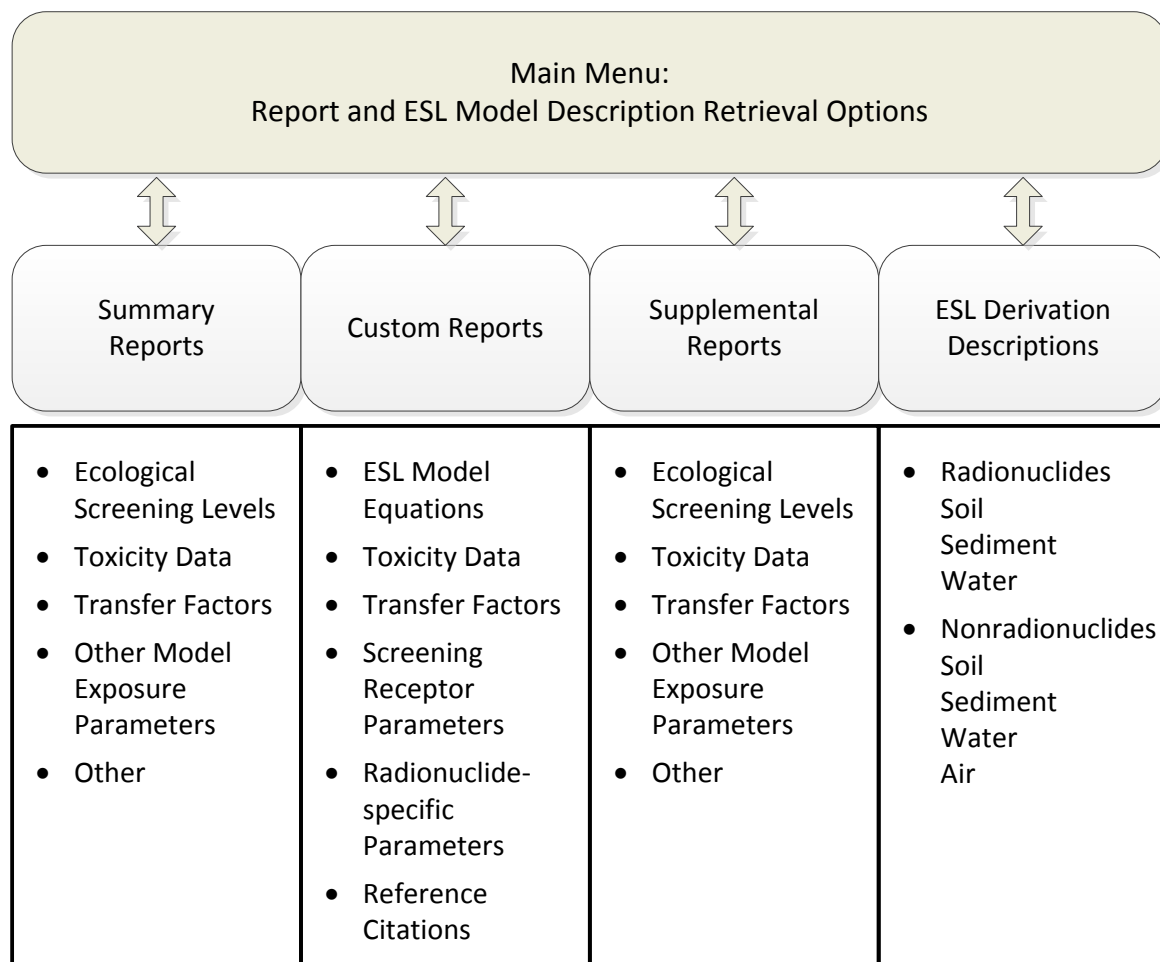 Main Menu:
Report and ESL Model Description Retrieval Options
Summary
Reports
Custom Reports
Supplemental
Reports
ESL Derivation
Descriptions
• Ecological
Screening Levels
• Toxicity Data
• Transfer Factors
• Other Model
Exposure
Parameters
• Other
• ESL Model
Equations
• Toxicity Data
• Transfer Factors
• Screening
Receptor
Parameters
• Radionuclide-
specific
Parameters
• Reference
Citations
• Ecological
Screening Levels
• Toxicity Data
• Transfer Factors
• Other Model
Exposure
Parameters
• Other
• Radionuclides
Soil
Sediment
Water
• Nonradionuclides
Soil
Sediment
Water
Air